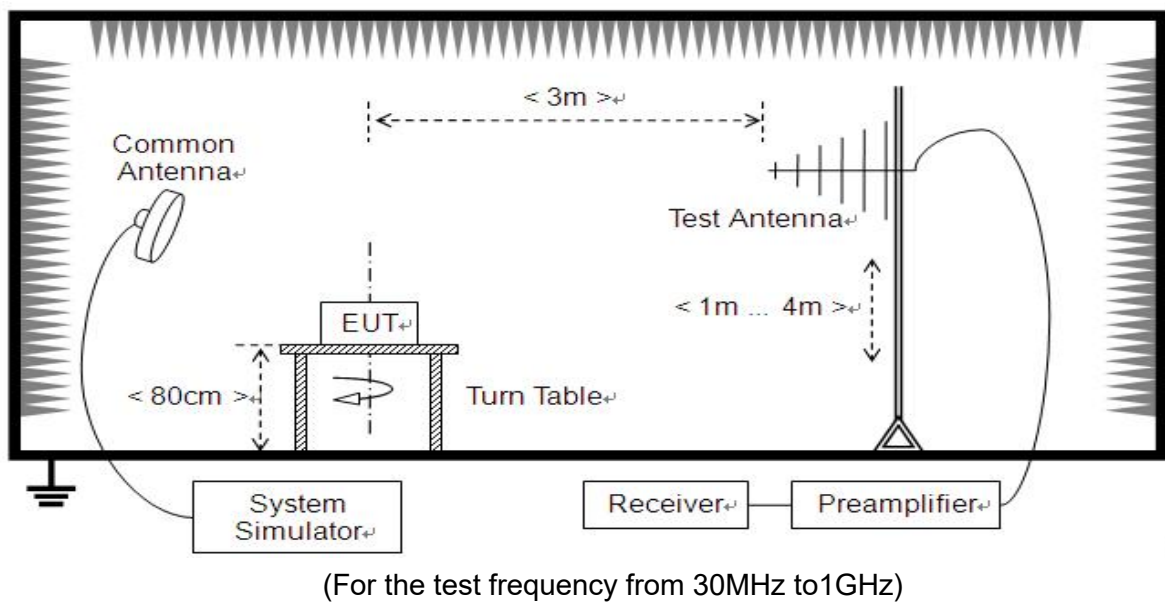 < 3m >↵
Common
Antenna↵
Test Antenna↵
< 1m ... 4m >↵
EUT↵
< 80cm >↵
Turn Table↵
System
Simulator↵
Receiver↵
Preamplifier↵
(For the test frequency from 30MHz to1GHz)